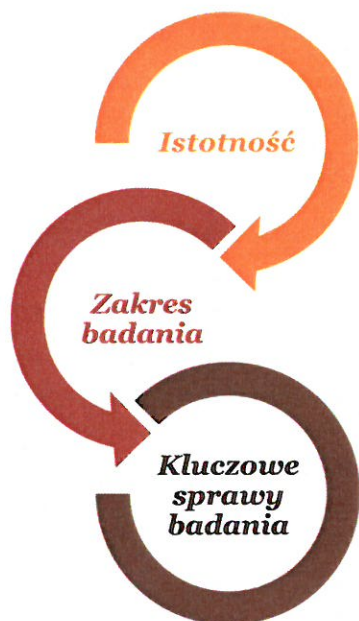 Istotność
Zakres
badania
Kluczowe
sprawy
badania